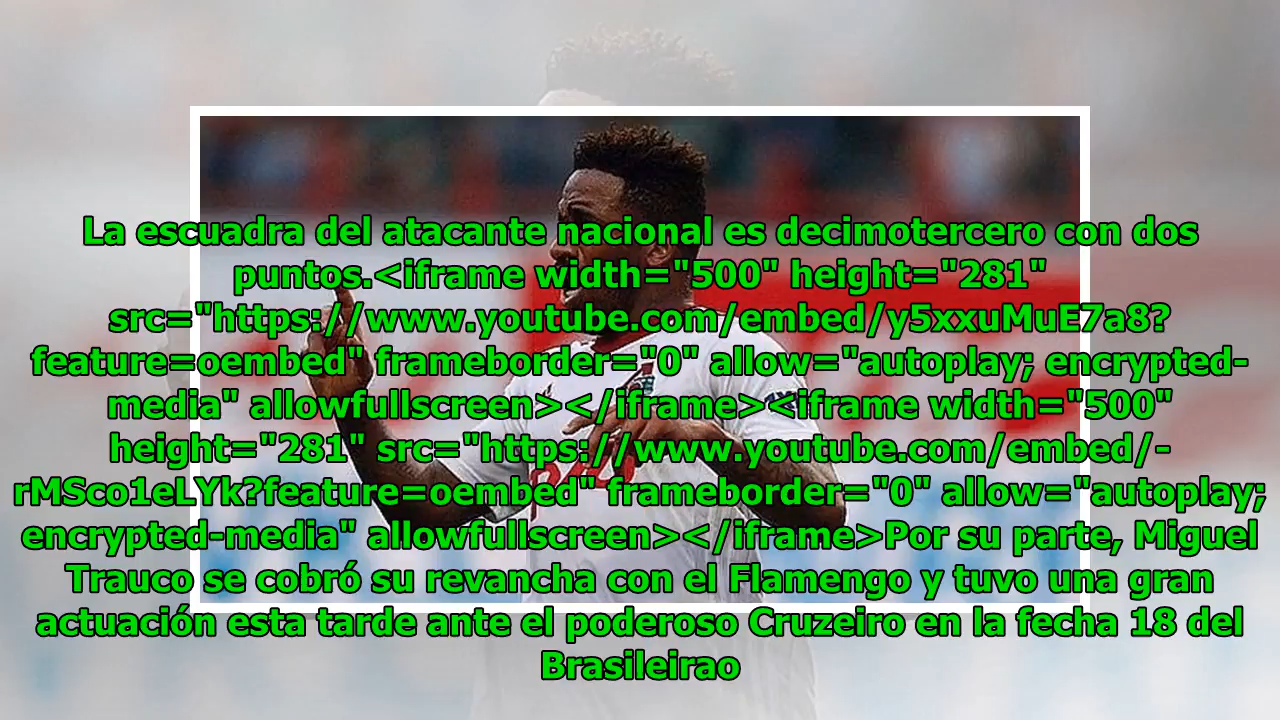 La escuadra del atacante nacional es decimotercero con dos
puntos.<iframe width="500" height="281"
src="https://www.youtube.com/embed/y5xxuMuE7a8?
feature=oembed" frameborder="0" allow="autoplay; encrypted-
media" allowfullscreen></iframe><iframe width="500"
height="281" src="https://www.youtube.com/embed/-
rMSco1eLYk?feature=oembed" frameborder="0" allow="autoplay;
encrypted-media" allowfullscreen></iframe>Por su parte, Miguel
Trauco se cobró su revancha con el Flamengo y tuvo una gran
actuación esta tarde ante el poderoso Cruzeiro en la fecha 18 del
Brasileirao